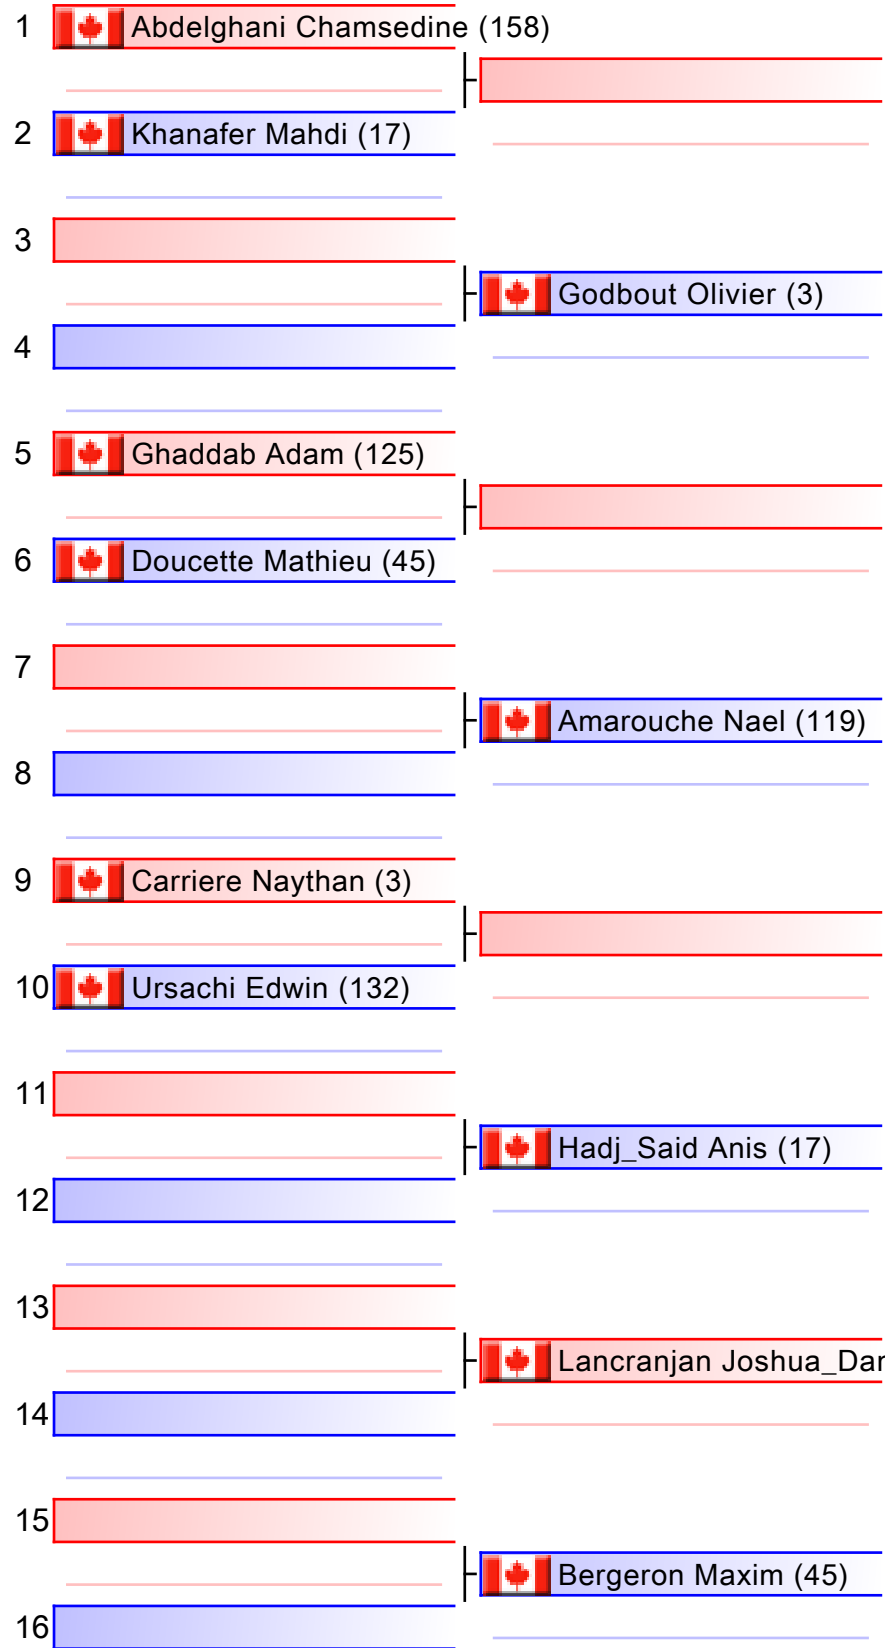 1 Abdelghani Chamsedine (158)
2 Khanafer Mahdi (17)
3
Godbout Olivier (3)
4
5 Ghaddab Adam (125)
6 Doucette Mathieu (45)
7
Amarouche Nael (119)
8
9 Carriere Naythan (3)
10 Ursachi Edwin (132)
11
Hadj_Said Anis (17)
12
13
Lancranjan Joshua_Dar
14
15
Bergeron Maxim (45)
16